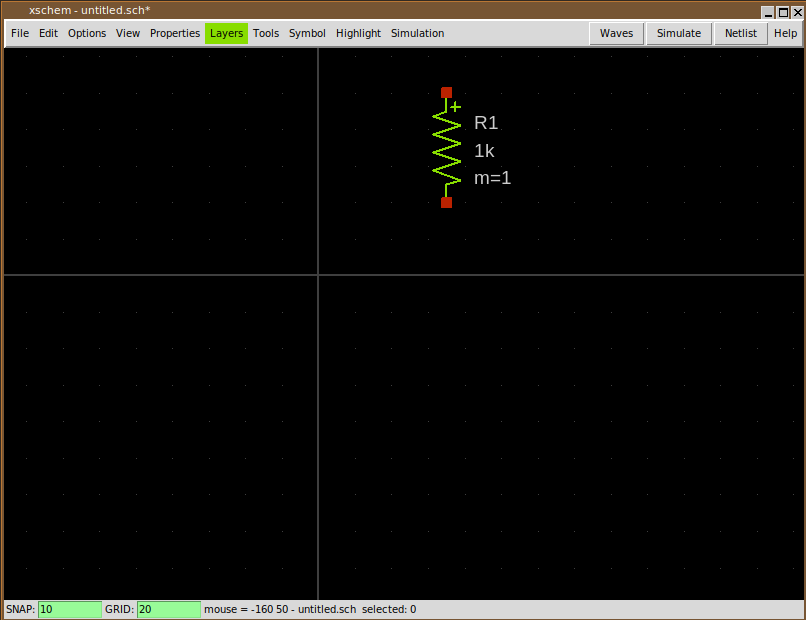 xschem - untitled.sch*
File Edit Options View Properties Layers Tools Symbol Highlight Simulation Waves Simulate Netlist Help
R1
1k
m=1
SNAP: 10 GRID: 20 mouse = -160 50 - untitled.sch selected: 0